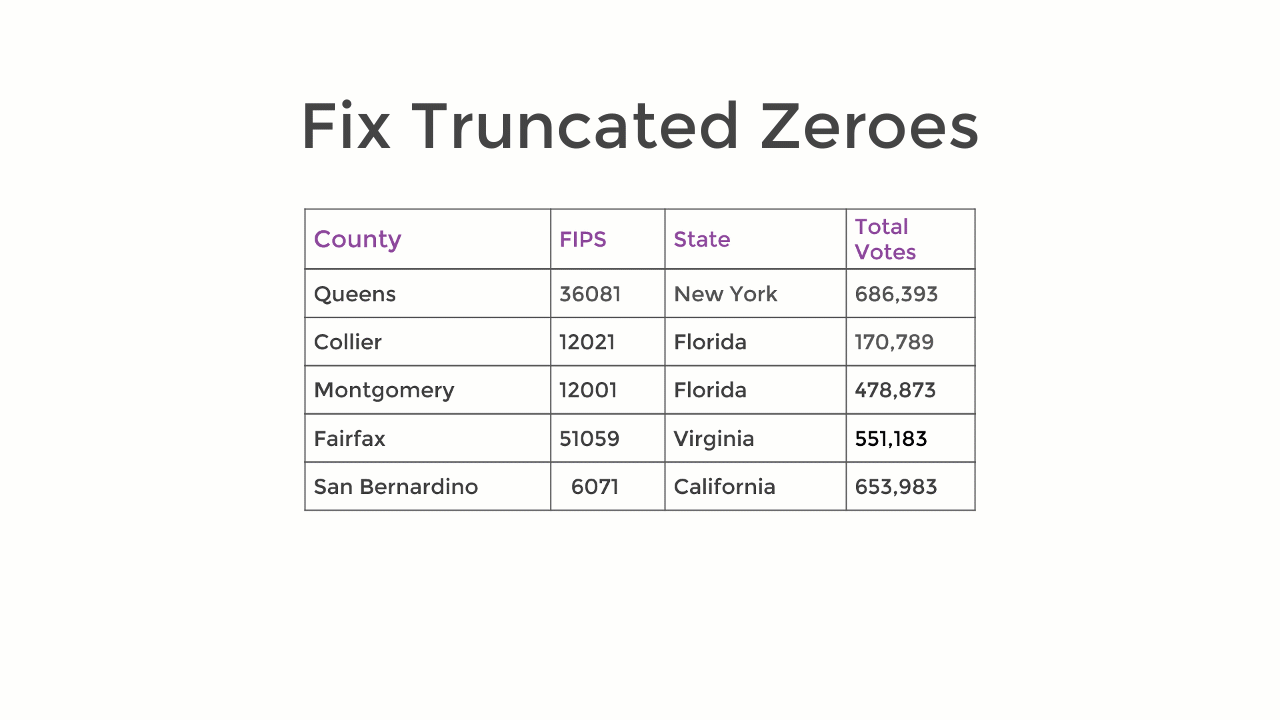 Fix Truncated Zeroes
County FIPS State Total Votes
Queens 36081 New York 686,393
Collier 12021 Florida 170,789
Montgomery 12001 Florida 478,873
Fairfax 51059 Virginia 551,183
San Bernardino 6071 California 653,983